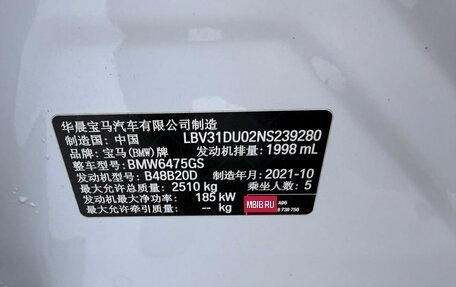 华晨宝马汽车有限公司制造
制造国: 中国 LBV31DU02NS239280
品牌: 宝马(BMW)牌 发动机排量: 1998 mL
整车型号: BMW6475GS
发动机型号: B48B20D 制造年月: 2021-10
最大允许总质量: 2510 kg 乘坐人数: 5
发动机最大净功率: 185 kW
最大允许牵引质量: -- kg
MBIB RU